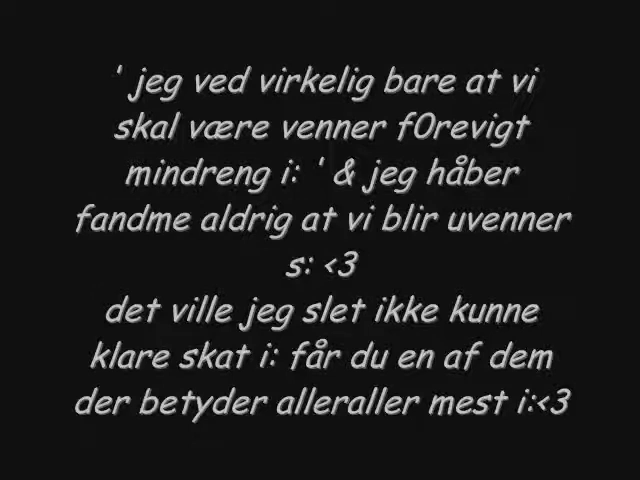 ' jeg ved virkelig bare at vi
skal være venner f0revigt
mindreng i: ' & jeg håber
fandme aldrig at vi blir uvenner
s: <3
det ville jeg slet ikke kunne
klare skat i: får du en af dem
der betyder alleraller mest i:<3